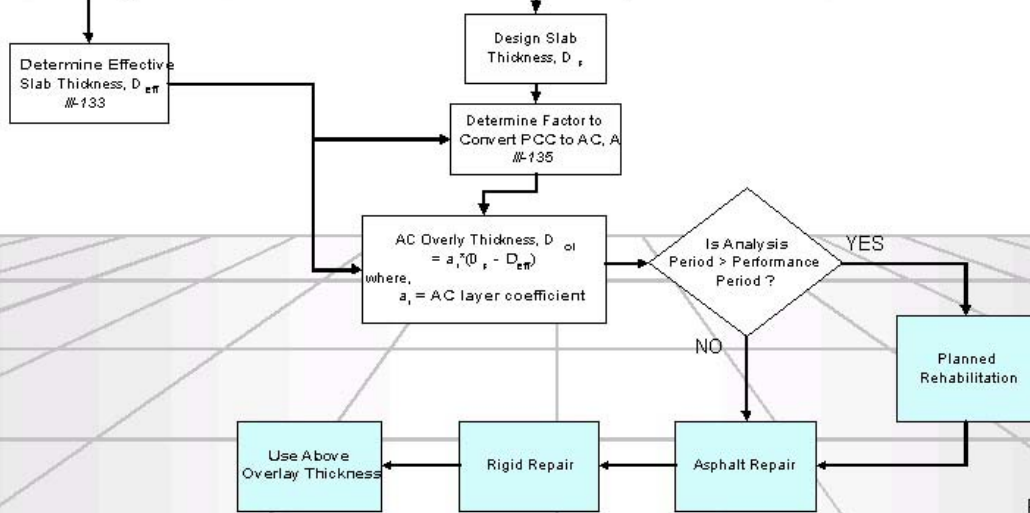 Determine Effective
Slab Thickness, D eff
III-133
Design Slab
Thickness, D f
Determine Factor to
Convert PCC to AC, A
III-135
AC Overly Thickness, D ol
= a₁*(D f - D eff)
where,
a₁ = AC layer coefficient
Is Analysis
Period > Performance
Period ?
YES
NO
Planned
Rehabilitation
Asphalt Repair
Rigid Repair
Use Above
Overlay Thickness